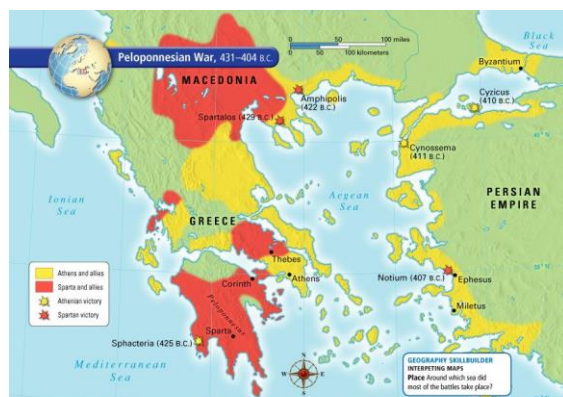 Peloponnesian War, 431–404 B.C.
0 50 100 miles
0 50 100 kilometers
Black
Sea
Byzantium
MACEDONIA
Amphipolis
(422 B.C.)
Cyzicus
(410 B.C.)
Spartalos (429 B.C.)
Cynossema
(411 B.C.)
40°N
PERSIAN
EMPIRE
Ionian
Sea
Aegean
Sea
GREECE
Thebes
Athens
Corinth
Notium (407 B.C.)
Ephesus
Miletus
Athens and allies
Sparta and allies
Athenian victory
Spartan victory
Peloponnesus
Sparta
Sphacteria (425 B.C.)
Mediterranean
Sea
N
W
E
S
GEOGRAPHY SKILLBUILDER
INTERPETING MAPS
Place Around which sea did
most of the battles take place?